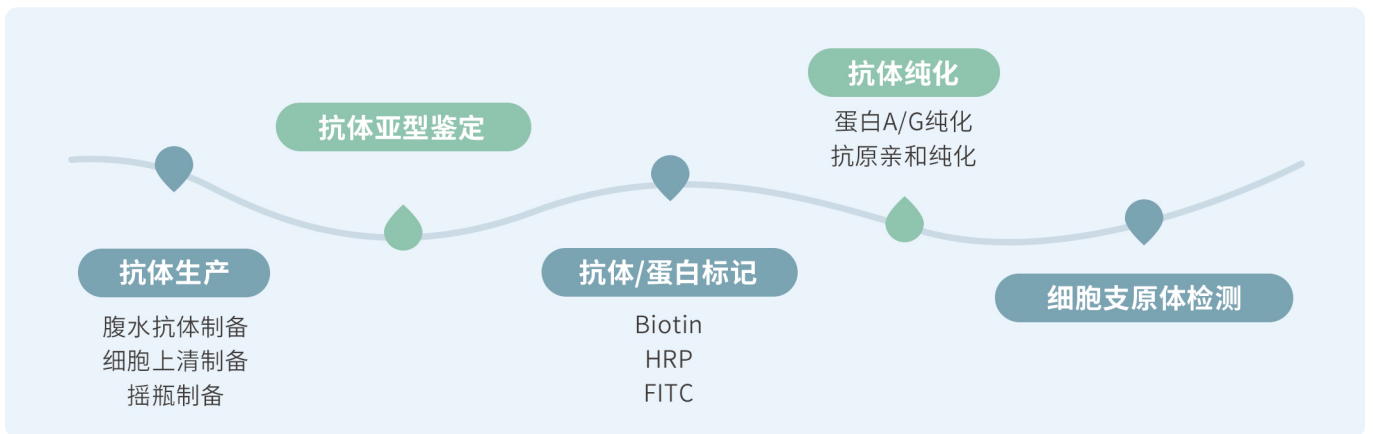 抗体生产
腹水抗体制备
细胞上清制备
摇瓶制备
抗体亚型鉴定
抗体/蛋白标记
Biotin
HRP
FITC
抗体纯化
蛋白A/G纯化
抗原亲和纯化
细胞支原体检测